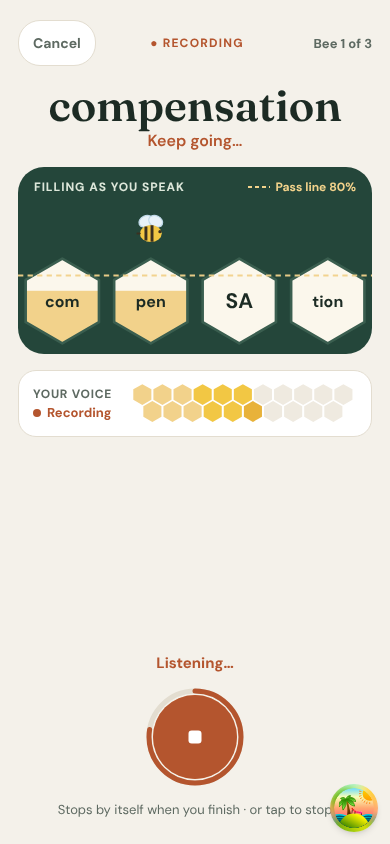 Cancel
● RECORDING
Bee 1 of 3
compensation
Keep going...
FILLING AS YOU SPEAK
Pass line 80%
com
pen
SA
tion
YOUR VOICE
Recording
Listening...
Stops by itself when you finish · or tap to stop